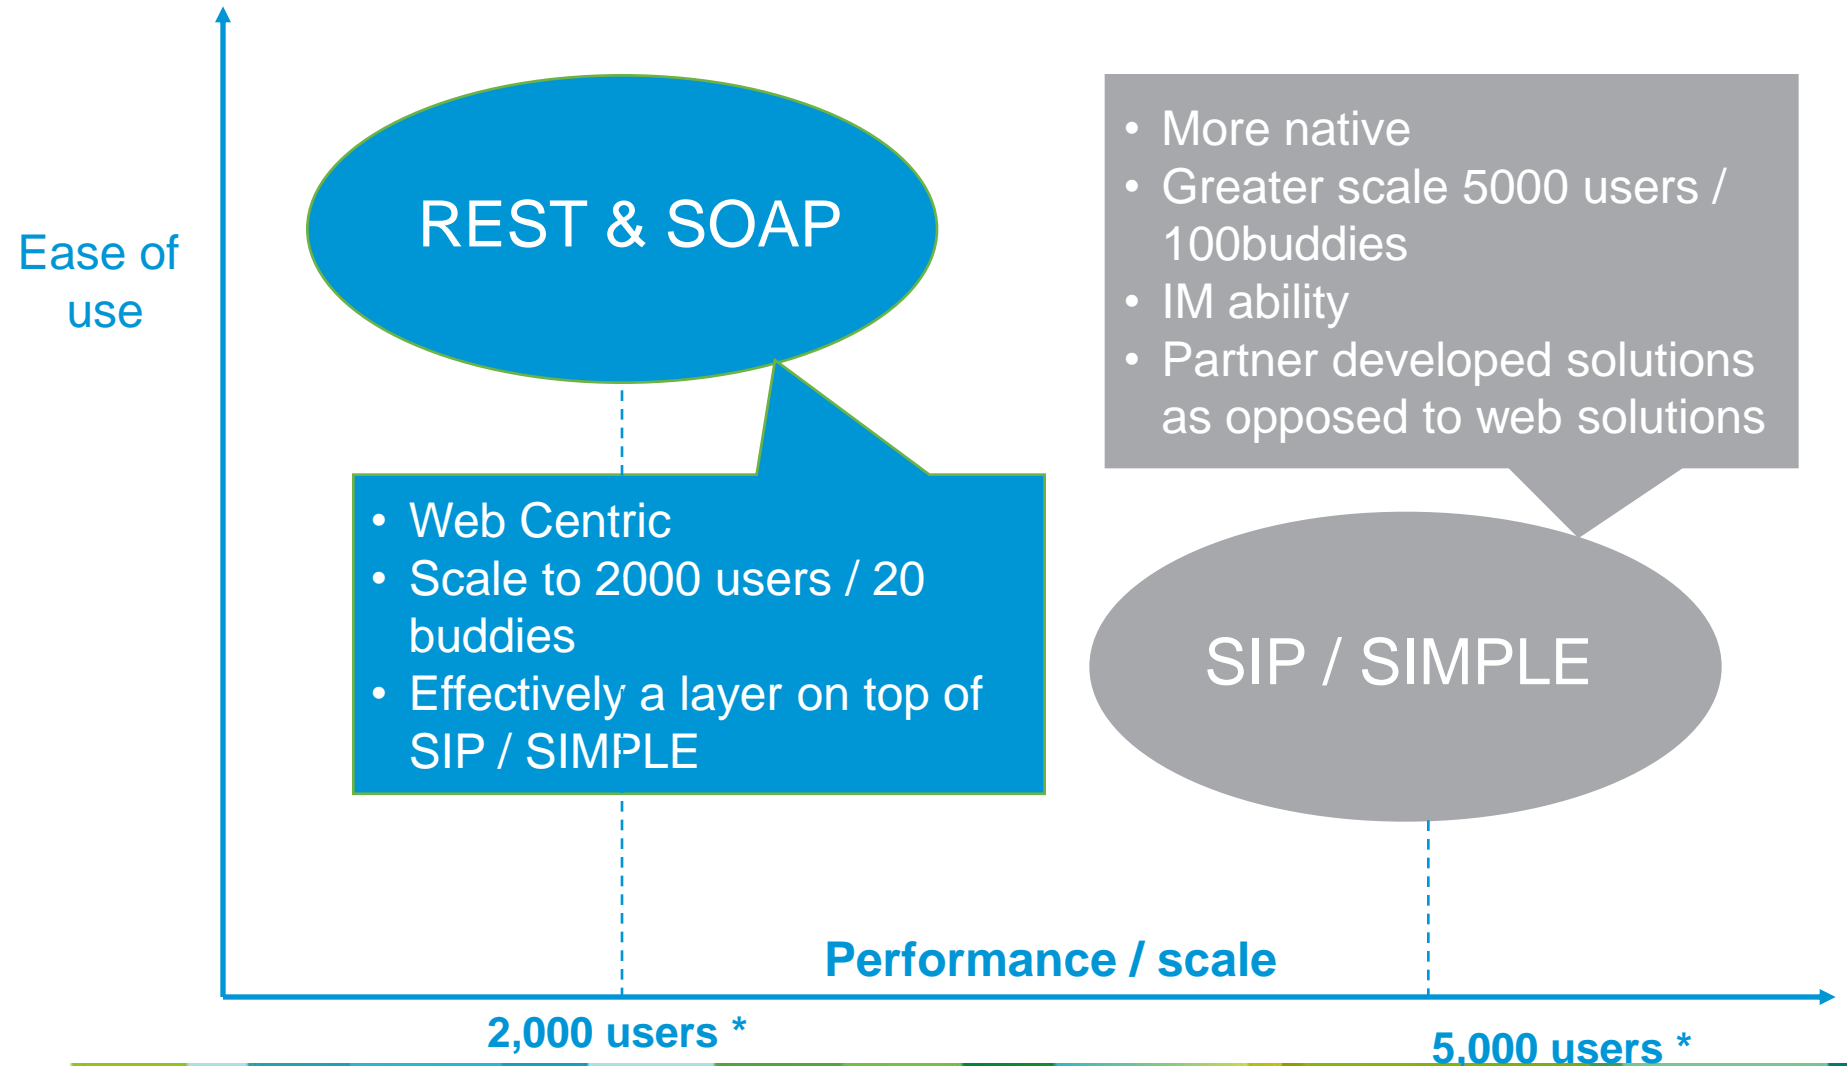 Ease of
use
REST & SOAP
• Web Centric
• Scale to 2000 users / 20
buddies
• Effectively a layer on top of
SIP / SIMPLE
• More native
• Greater scale 5000 users /
100buddies
• IM ability
• Partner developed solutions
as opposed to web solutions
SIP / SIMPLE
Performance / scale
2,000 users *
5,000 users *